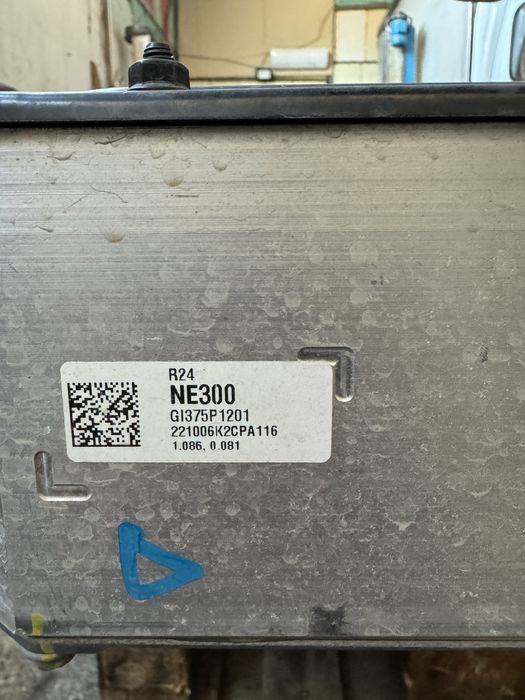 R24
NE300
GI375P1201
221006K2CPA116
1.086, 0.081